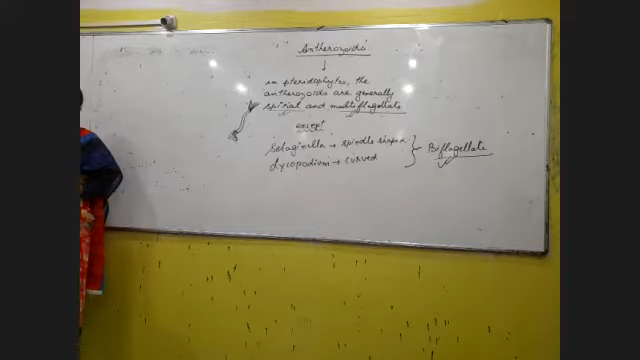 Antherozoids
In pteridophytes, the
antherozoids are generally
spiral and multiflagellate
except
Selaginella → spindle shaped
Lycopodium → curved
Biflagellate